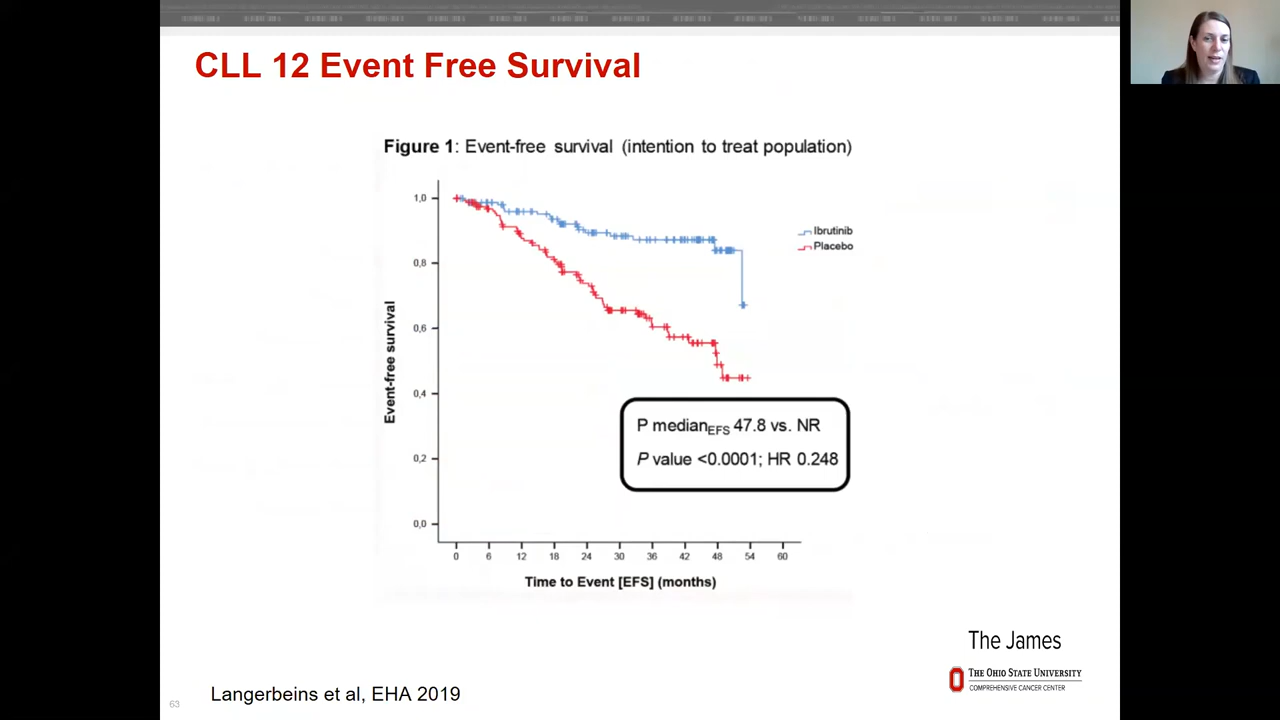 CLL 12 Event Free Survival
Figure 1: Event-free survival (intention to treat population)
1,0
0,8
0,6
0,4
0,2
0,0
Event-free survival
Ibrutinib
Placebo
P medianEFS 47.8 vs. NR
P value <0.0001; HR 0.248
0 6 12 18 24 30 36 42 48 54 60
Time to Event [EFS] (months)
The James
THE OHIO STATE UNIVERSITY
COMPREHENSIVE CANCER CENTER
63
Langerbeins et al, EHA 2019